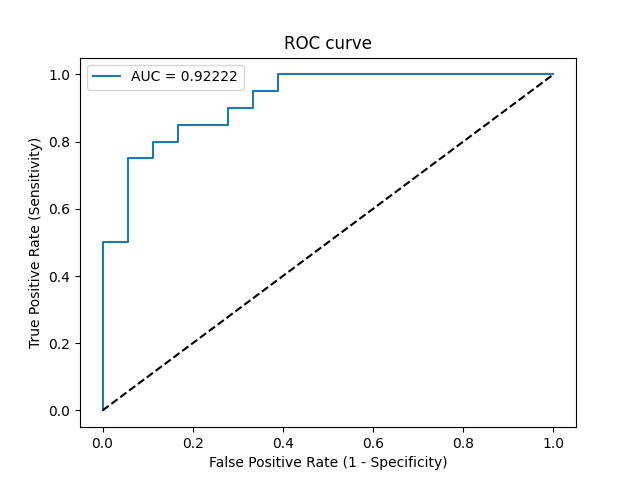 ROC curve
AUC = 0.92222
True Positive Rate (Sensitivity)
1.0
0.8
0.6
0.4
0.2
0.0
0.0 0.2 0.4 0.6 0.8 1.0
False Positive Rate (1 - Specificity)